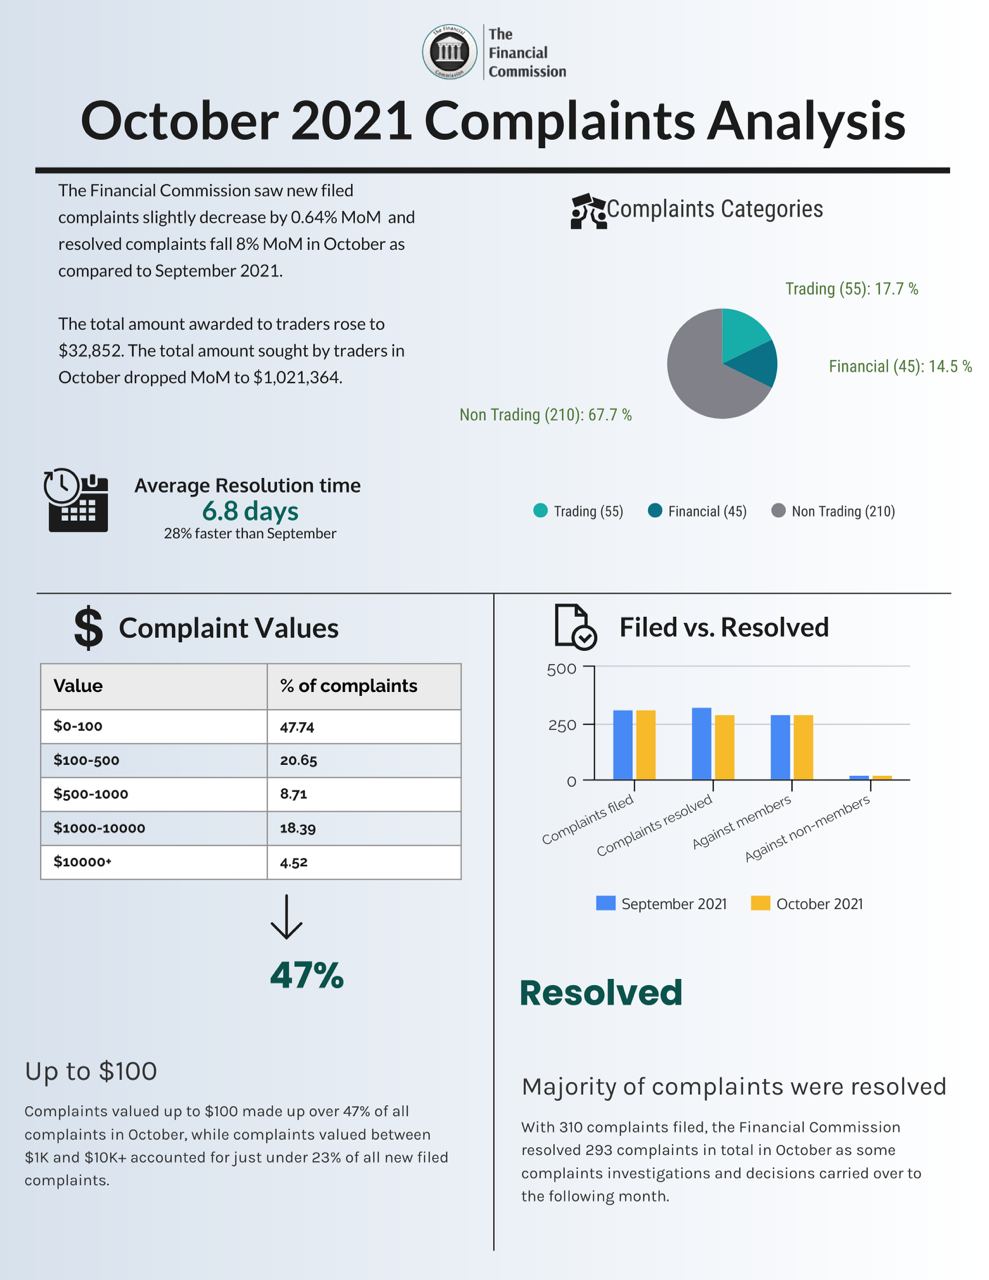 The Financial
Commission
The
Financial
Commission
October 2021 Complaints Analysis
The Financial Commission saw new filed
complaints slightly decrease by 0.64% MoM and
resolved complaints fall 8% MoM in October as
compared to September 2021.
The total amount awarded to traders rose to
$32,852. The total amount sought by traders in
October dropped MoM to $1,021,364.
Average Resolution time
6.8 days
28% faster than September
Complaints Categories
Trading (55): 17.7 %
Financial (45): 14.5 %
Non Trading (210): 67.7 %
Trading (55) Financial (45) Non Trading (210)
$ Complaint Values
Value % of complaints
$0-100 47.74
$100-500 20.65
$500-1000 8.71
$1000-10000 18.39
$10000+ 4.52
47%
Up to $100
Complaints valued up to $100 made up over 47% of all
complaints in October, while complaints valued between
$1K and $10K+ accounted for just under 23% of all new filed
complaints.
Filed vs. Resolved
500
250
0
Complaints filed
Complaints resolved
Against members
Against non-members
September 2021 October 2021
Resolved
Majority of complaints were resolved
With 310 complaints filed, the Financial Commission
resolved 293 complaints in total in October as some
complaints investigations and decisions carried over to
the following month.